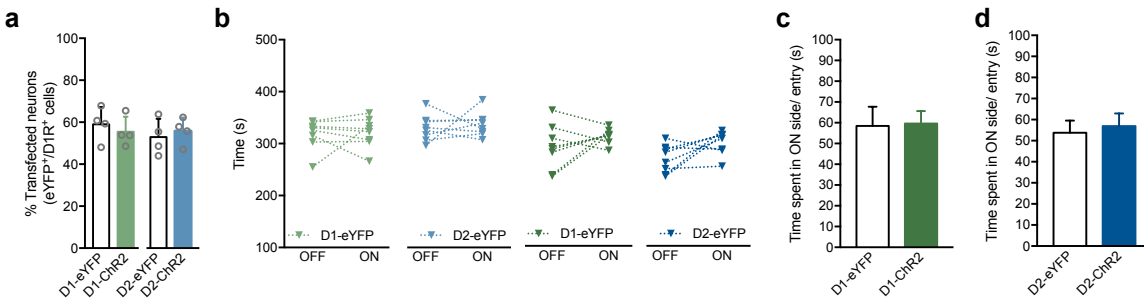 a
% Transfected neurons
(eYFP⁺/D1R⁺ cells)
100
80
60
40
20
0
D1-eYFP
D1-ChR2
D2-eYFP
D2-ChR2
b
Time (s)
500
400
300
200
100
D1-eYFP
D2-eYFP
D1-eYFP
D2-eYFP
OFF ON
OFF ON
OFF ON
OFF ON
c
Time spent in ON side/ entry (s)
100
90
80
70
60
50
40
30
20
10
0
D1-eYFP
D1-ChR2
d
Time spent in ON side/ entry (s)
100
90
80
70
60
50
40
30
20
10
0
D2-eYFP
D2-ChR2